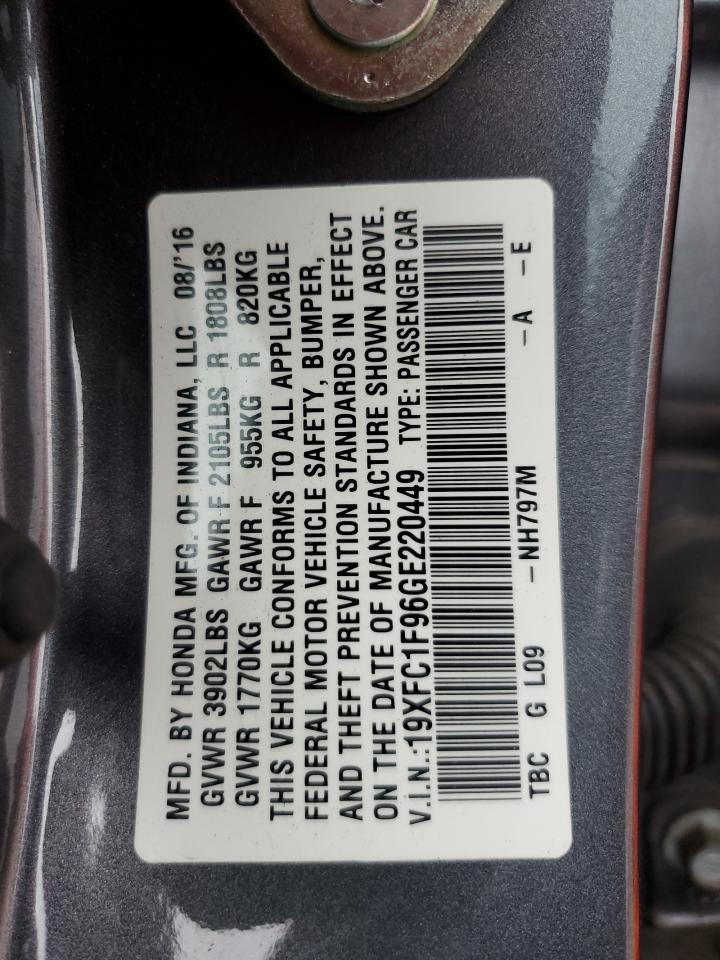 MFD. BY HONDA MFG. OF INDIANA, LLC 08/'16
GVWR 3902LBS GAWR F 2105LBS R 1808LBS
GVWR 1770KG GAWR F 955KG R 820KG
THIS VEHICLE CONFORMS TO ALL APPLICABLE
FEDERAL MOTOR VEHICLE SAFETY, BUMPER,
AND THEFT PREVENTION STANDARDS IN EFFECT
ON THE DATE OF MANUFACTURE SHOWN ABOVE.
V.I.N.:19XFC1F96GE220449 TYPE: PASSENGER CAR
TBC G L09 -NH797M -A -E